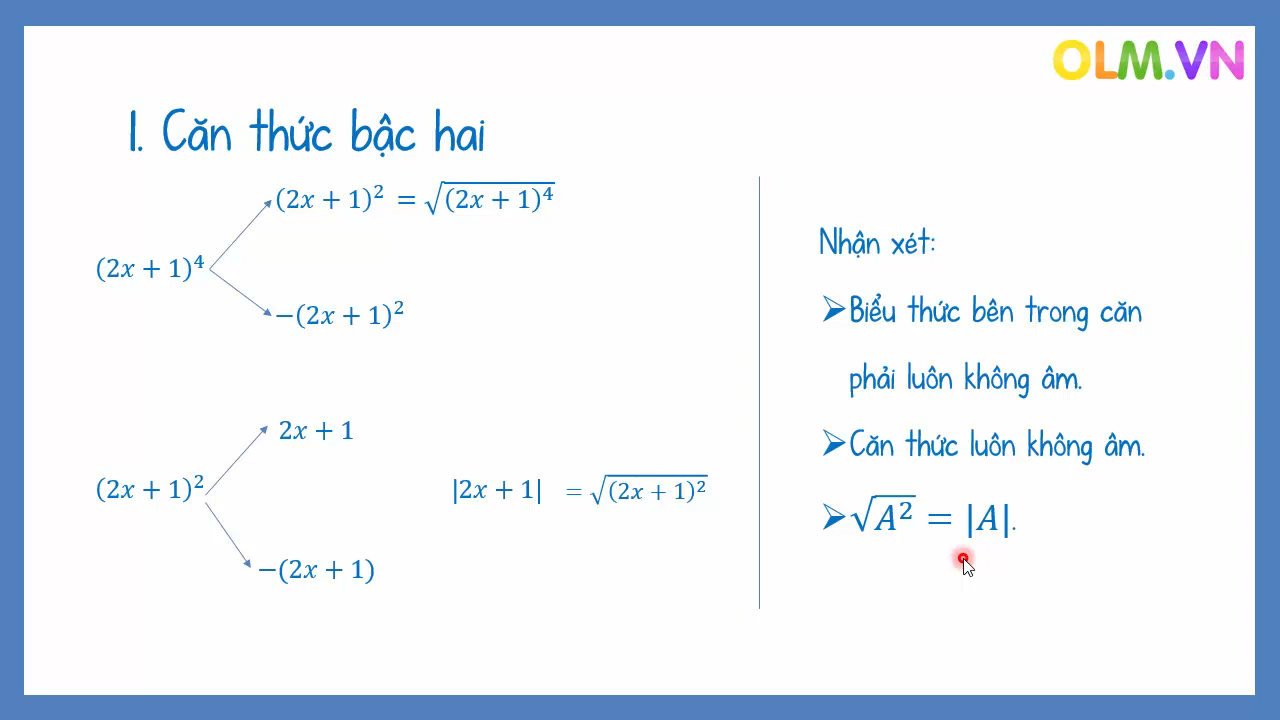 OLM.VN
1. Căn thức bậc hai
(2x + 1)² = √(2x + 1)⁴
(2x + 1)⁴
−(2x + 1)²
2x + 1
(2x + 1)²
|2x + 1| = √(2x + 1)²
−(2x + 1)
Nhận xét:
➢Biểu thức bên trong căn
phải luôn không âm.
➢Căn thức luôn không âm.
➢√A² = |A|.